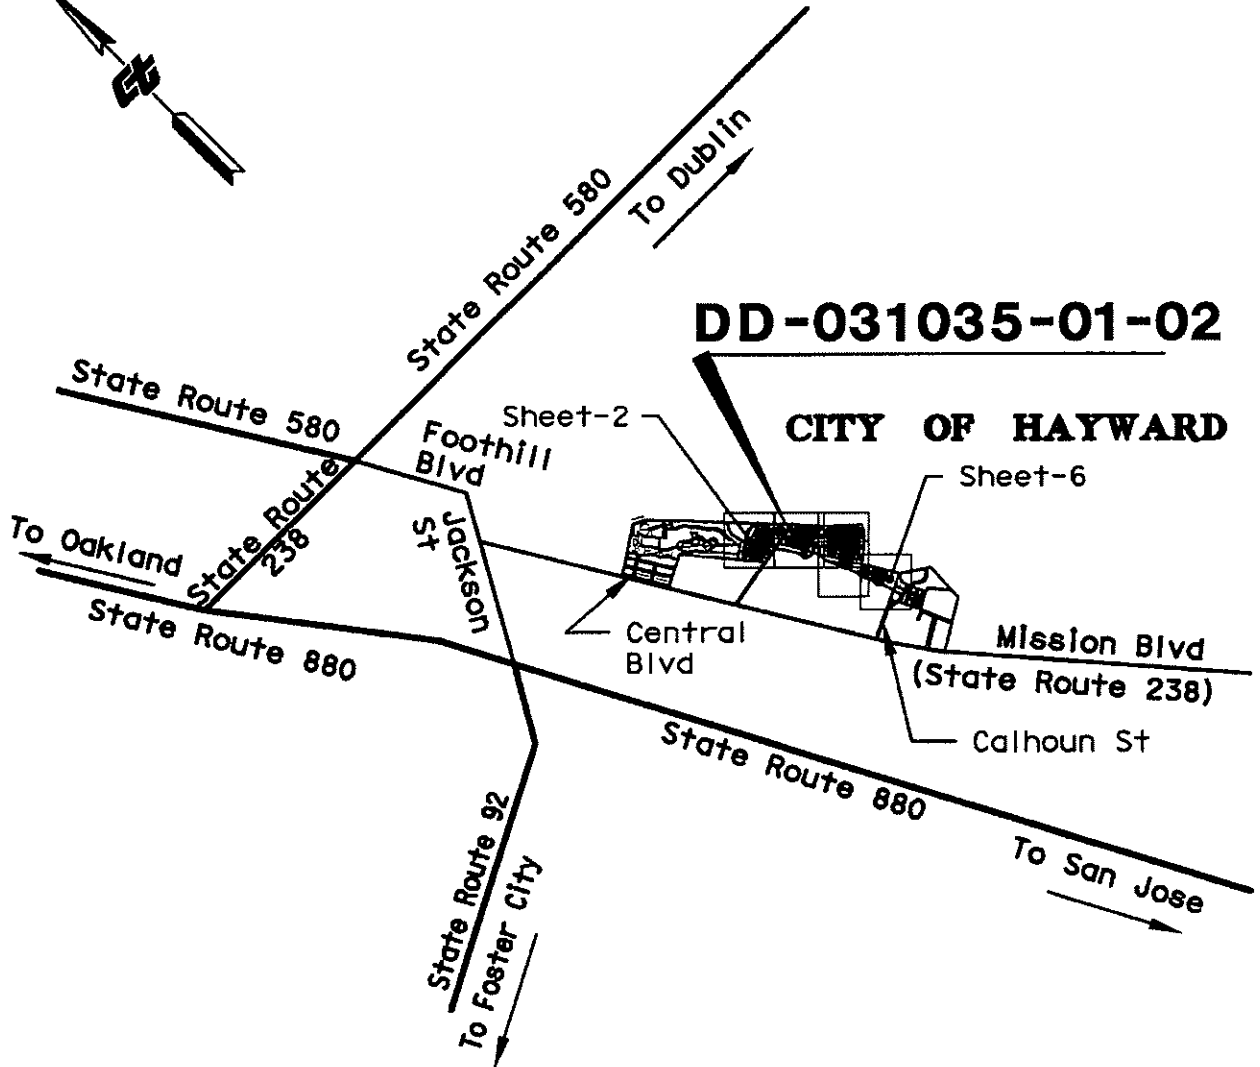 ct
State Route 580
To Dublin
DD-031035-01-02
State Route 580
Sheet-2
CITY OF HAYWARD
Foothill
Blvd
Sheet-6
State Route
238
Jackson
St
To Oakland
State Route 880
Central
Blvd
Mission Blvd
(State Route 238)
Calhoun St
State Route 880
State Route 92
To Foster City
To San Jose